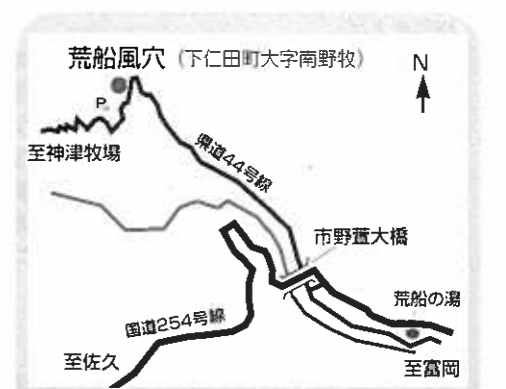 荒船風穴 (下仁田町大字南野牧)
N
P
至神津牧場
県道44号線
市野萱大橋
荒船の湯
国道254号線
至佐久
至富岡